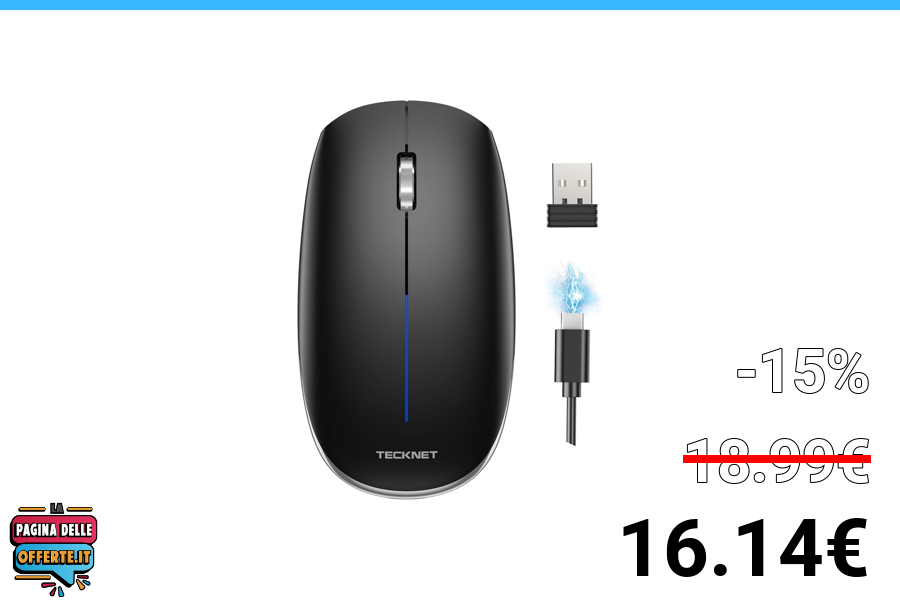 TECKNET
-15%
18.99€
16.14€
LA
PAGINA DELLE
OFFERTE.IT